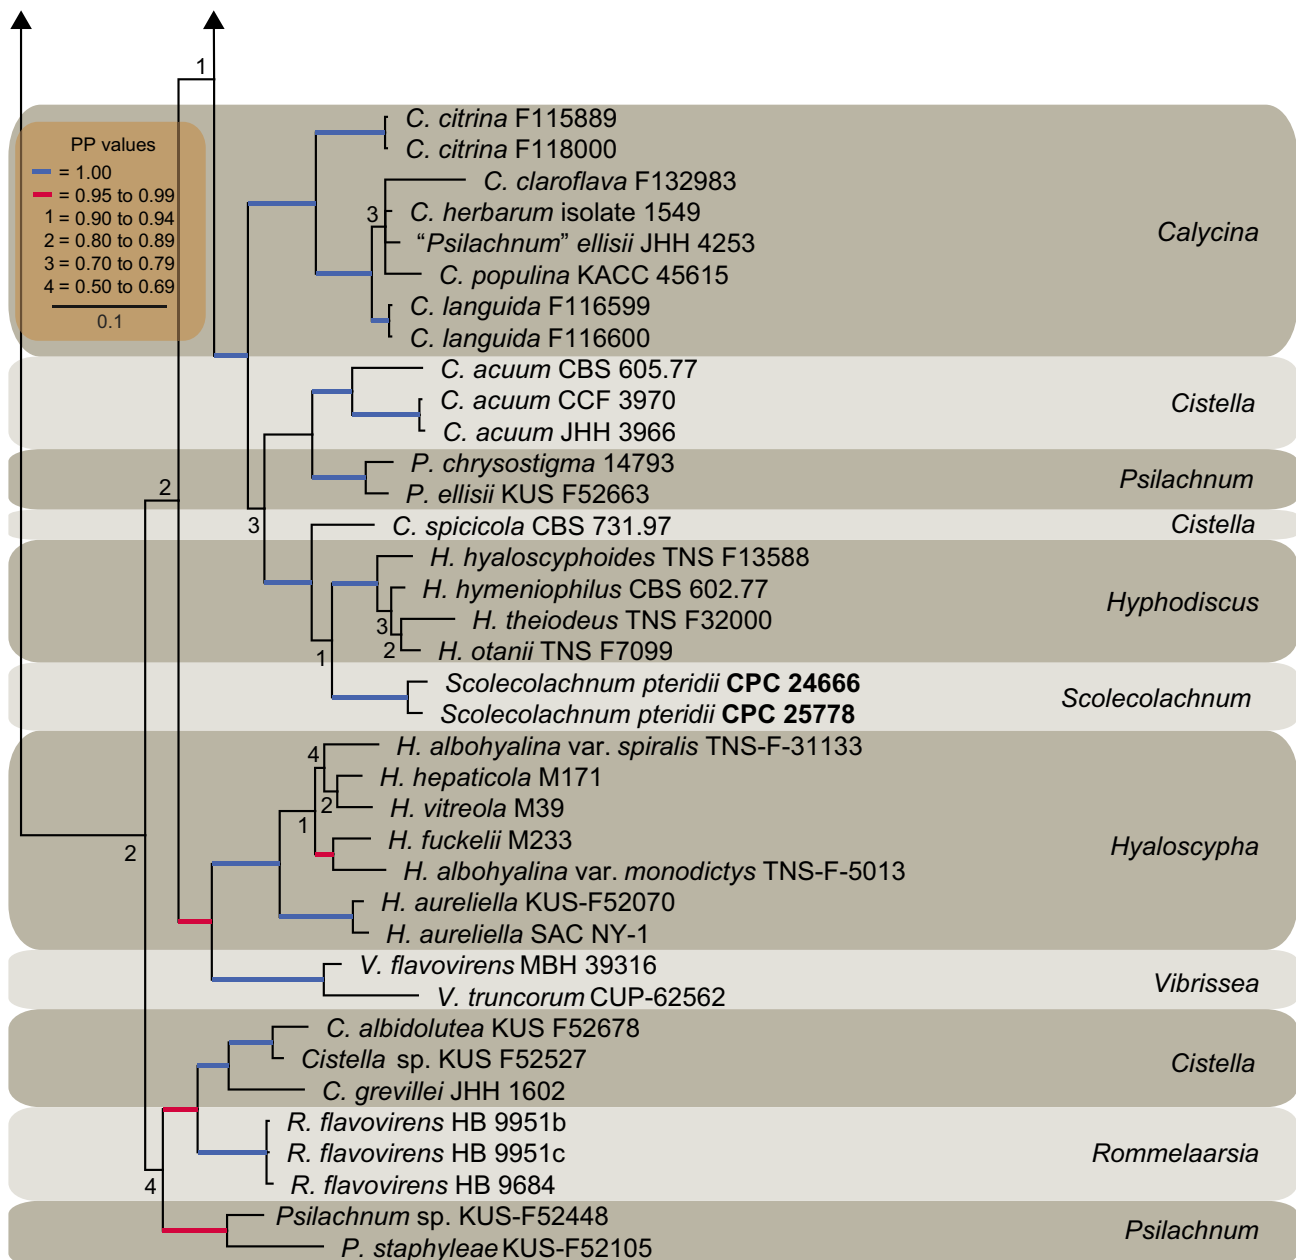 1
C. citrina F115889
C. citrina F118000
C. claroflava F132983
3
C. herbarum isolate 1549
"Psilachnum" ellisii JHH 4253
C. populina KACC 45615
C. languida F116599
C. languida F116600
Calycina
PP values
= 1.00
= 0.95 to 0.99
1 = 0.90 to 0.94
2 = 0.80 to 0.89
3 = 0.70 to 0.79
4 = 0.50 to 0.69
0.1
C. acuum CBS 605.77
C. acuum CCF 3970
C. acuum JHH 3966
Cistella
P. chrysostigma 14793
P. ellisii KUS F52663
Psilachnum
2
3
C. spicicola CBS 731.97
Cistella
H. hyaloscyphoides TNS F13588
H. hymeniophilus CBS 602.77
H. theiodeus TNS F32000
3
H. otanii TNS F7099
2
Hyphodiscus
1
Scolecolachnum pteridii CPC 24666
Scolecolachnum pteridii CPC 25778
Scolecolachnum
H. albohyalina var. spiralis TNS-F-31133
4
H. hepaticola M171
2
H. vitreola M39
1
H. fuckelii M233
2
H. albohyalina var. monodictys TNS-F-5013
H. aureliella KUS-F52070
H. aureliella SAC NY-1
Hyaloscypha
V. flavovirens MBH 39316
V. truncorum CUP-62562
Vibrissea
C. albidolutea KUS F52678
Cistella sp. KUS F52527
C. grevillei JHH 1602
Cistella
R. flavovirens HB 9951b
R. flavovirens HB 9951c
R. flavovirens HB 9684
Rommelaarsia
4
Psilachnum sp. KUS-F52448
P. staphyleae KUS-F52105
Psilachnum